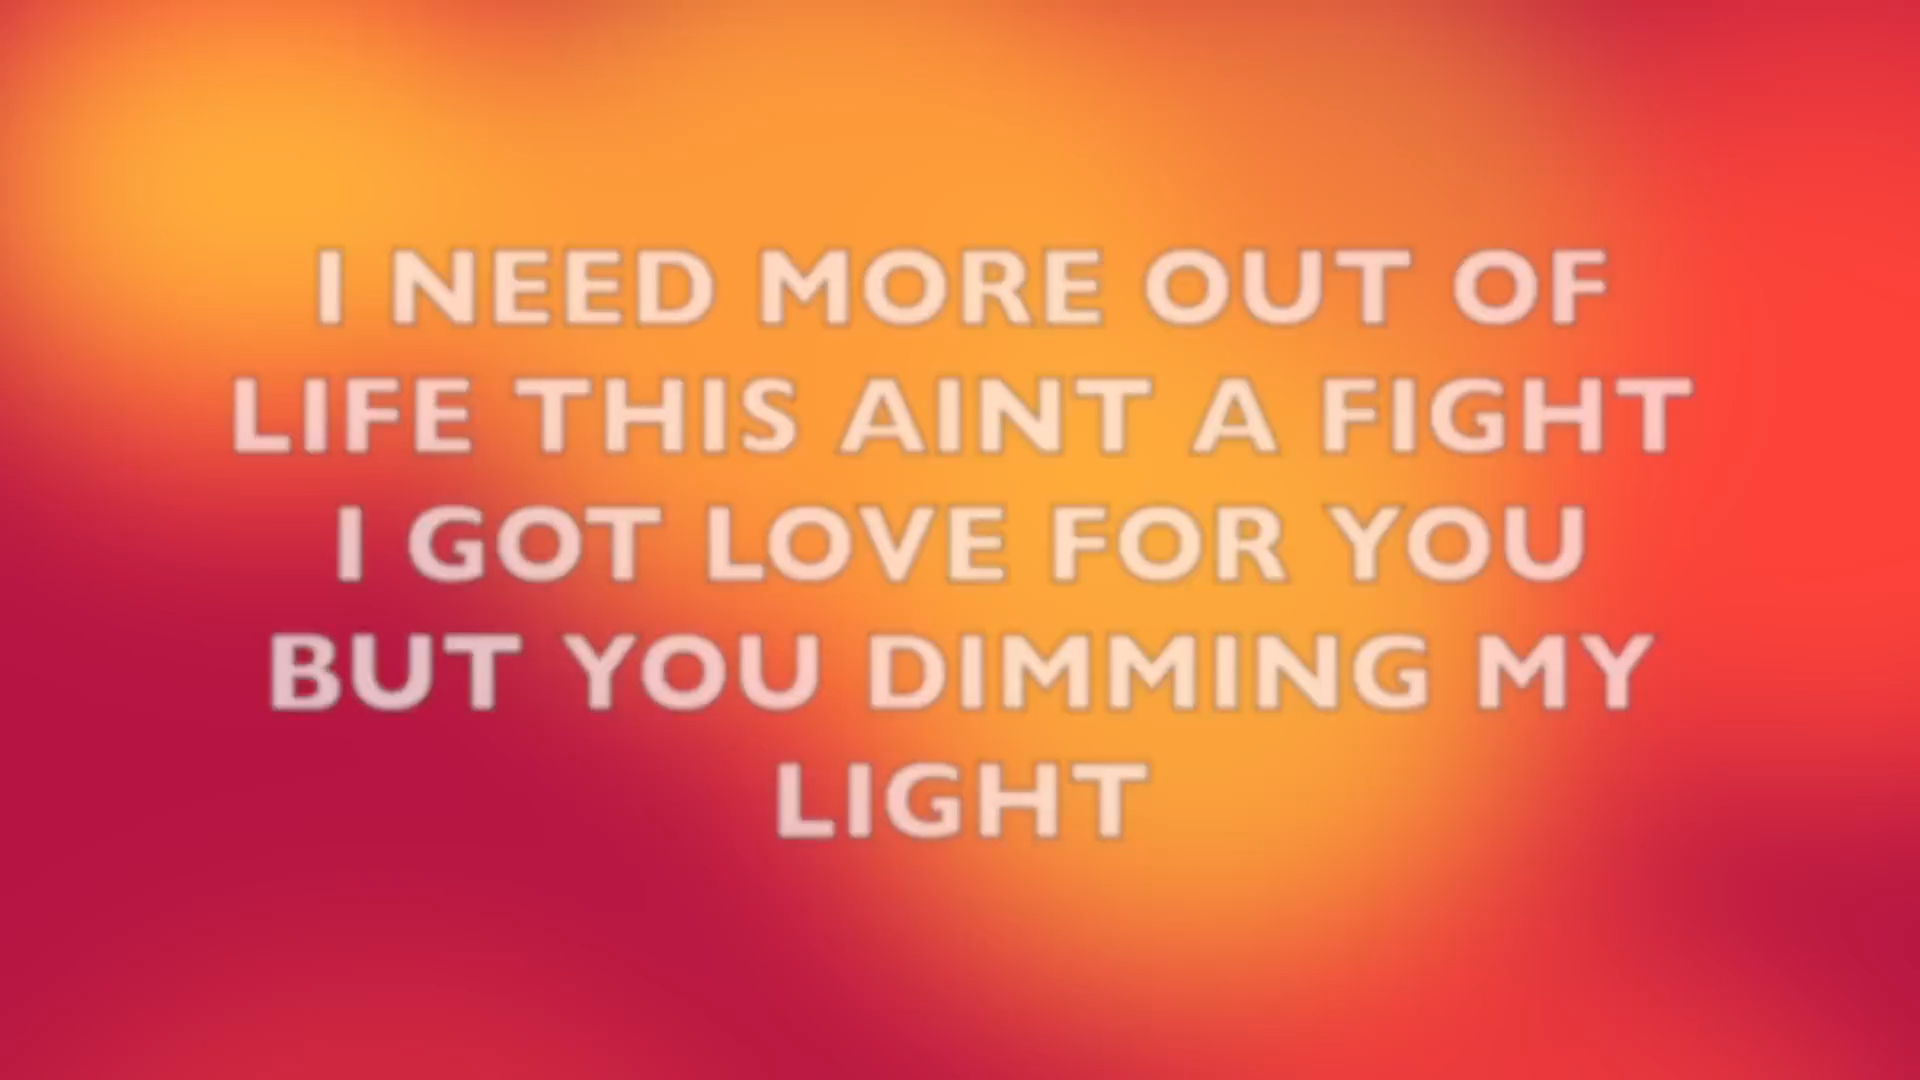 I NEED MORE OUT OF
LIFE THIS AINT A FIGHT
I GOT LOVE FOR YOU
BUT YOU DIMMING MY
LIGHT